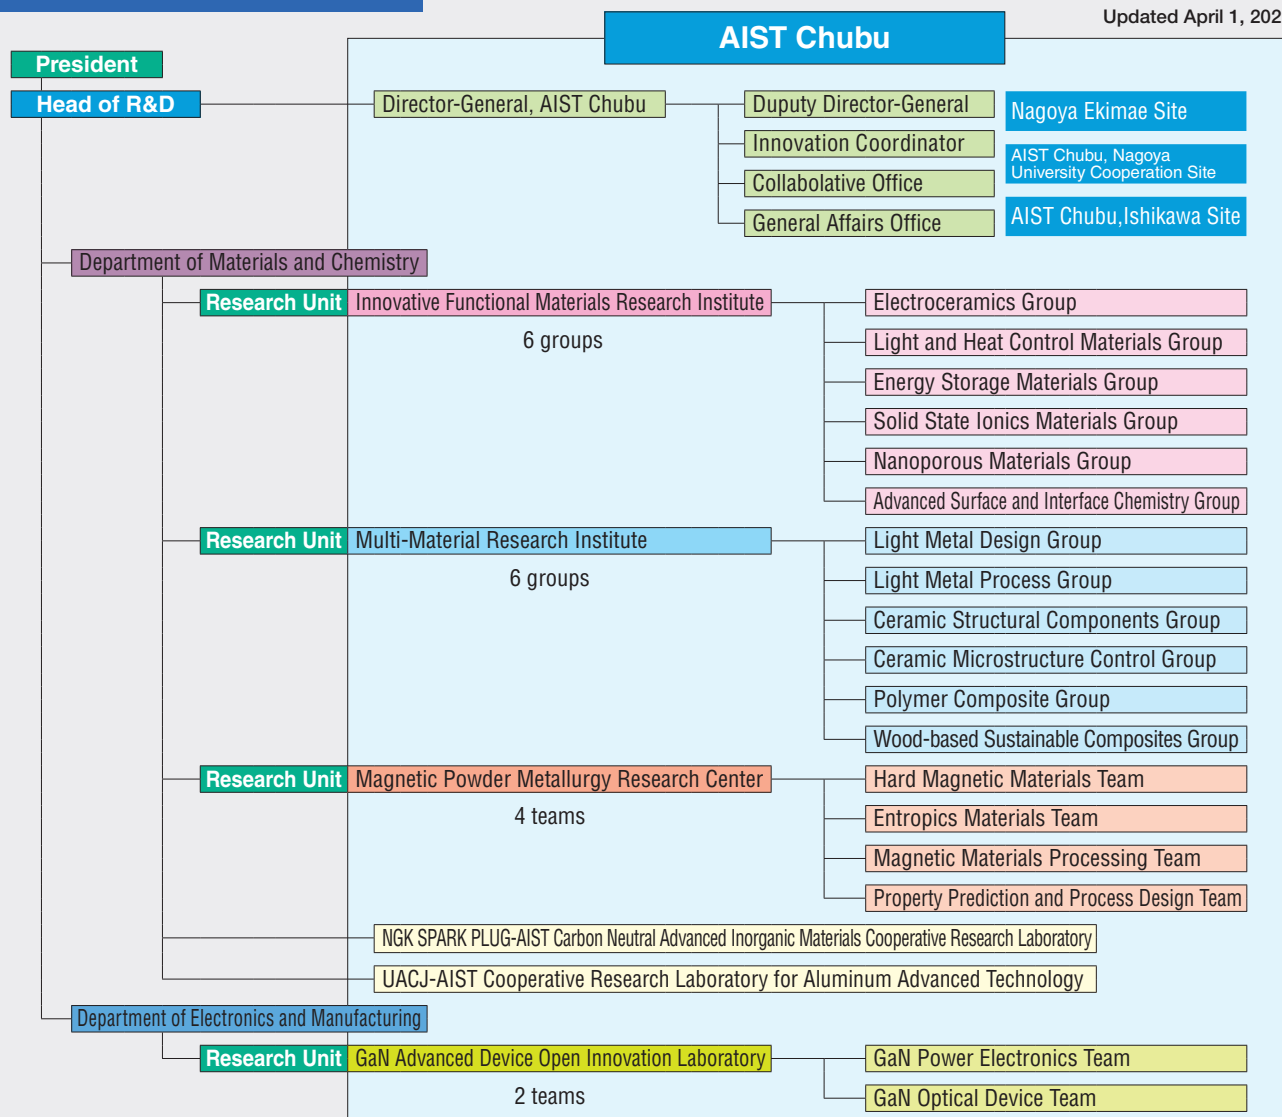 Updated April 1, 202
AIST Chubu
President
Head of R&D
Director-General, AIST Chubu
Duputy Director-General
Innovation Coordinator
Collabolative Office
General Affairs Office
Nagoya Ekimae Site
AIST Chubu, Nagoya
University Cooperation Site
AIST Chubu,Ishikawa Site
Department of Materials and Chemistry
Research Unit
Innovative Functional Materials Research Institute
6 groups
Electroceramics Group
Light and Heat Control Materials Group
Energy Storage Materials Group
Solid State Ionics Materials Group
Nanoporous Materials Group
Advanced Surface and Interface Chemistry Group
Research Unit
Multi-Material Research Institute
6 groups
Light Metal Design Group
Light Metal Process Group
Ceramic Structural Components Group
Ceramic Microstructure Control Group
Polymer Composite Group
Wood-based Sustainable Composites Group
Research Unit
Magnetic Powder Metallurgy Research Center
4 teams
Hard Magnetic Materials Team
Entropics Materials Team
Magnetic Materials Processing Team
Property Prediction and Process Design Team
NGK SPARK PLUG-AIST Carbon Neutral Advanced Inorganic Materials Cooperative Research Laboratory
UACJ-AIST Cooperative Research Laboratory for Aluminum Advanced Technology
Department of Electronics and Manufacturing
Research Unit
GaN Advanced Device Open Innovation Laboratory
2 teams
GaN Power Electronics Team
GaN Optical Device Team